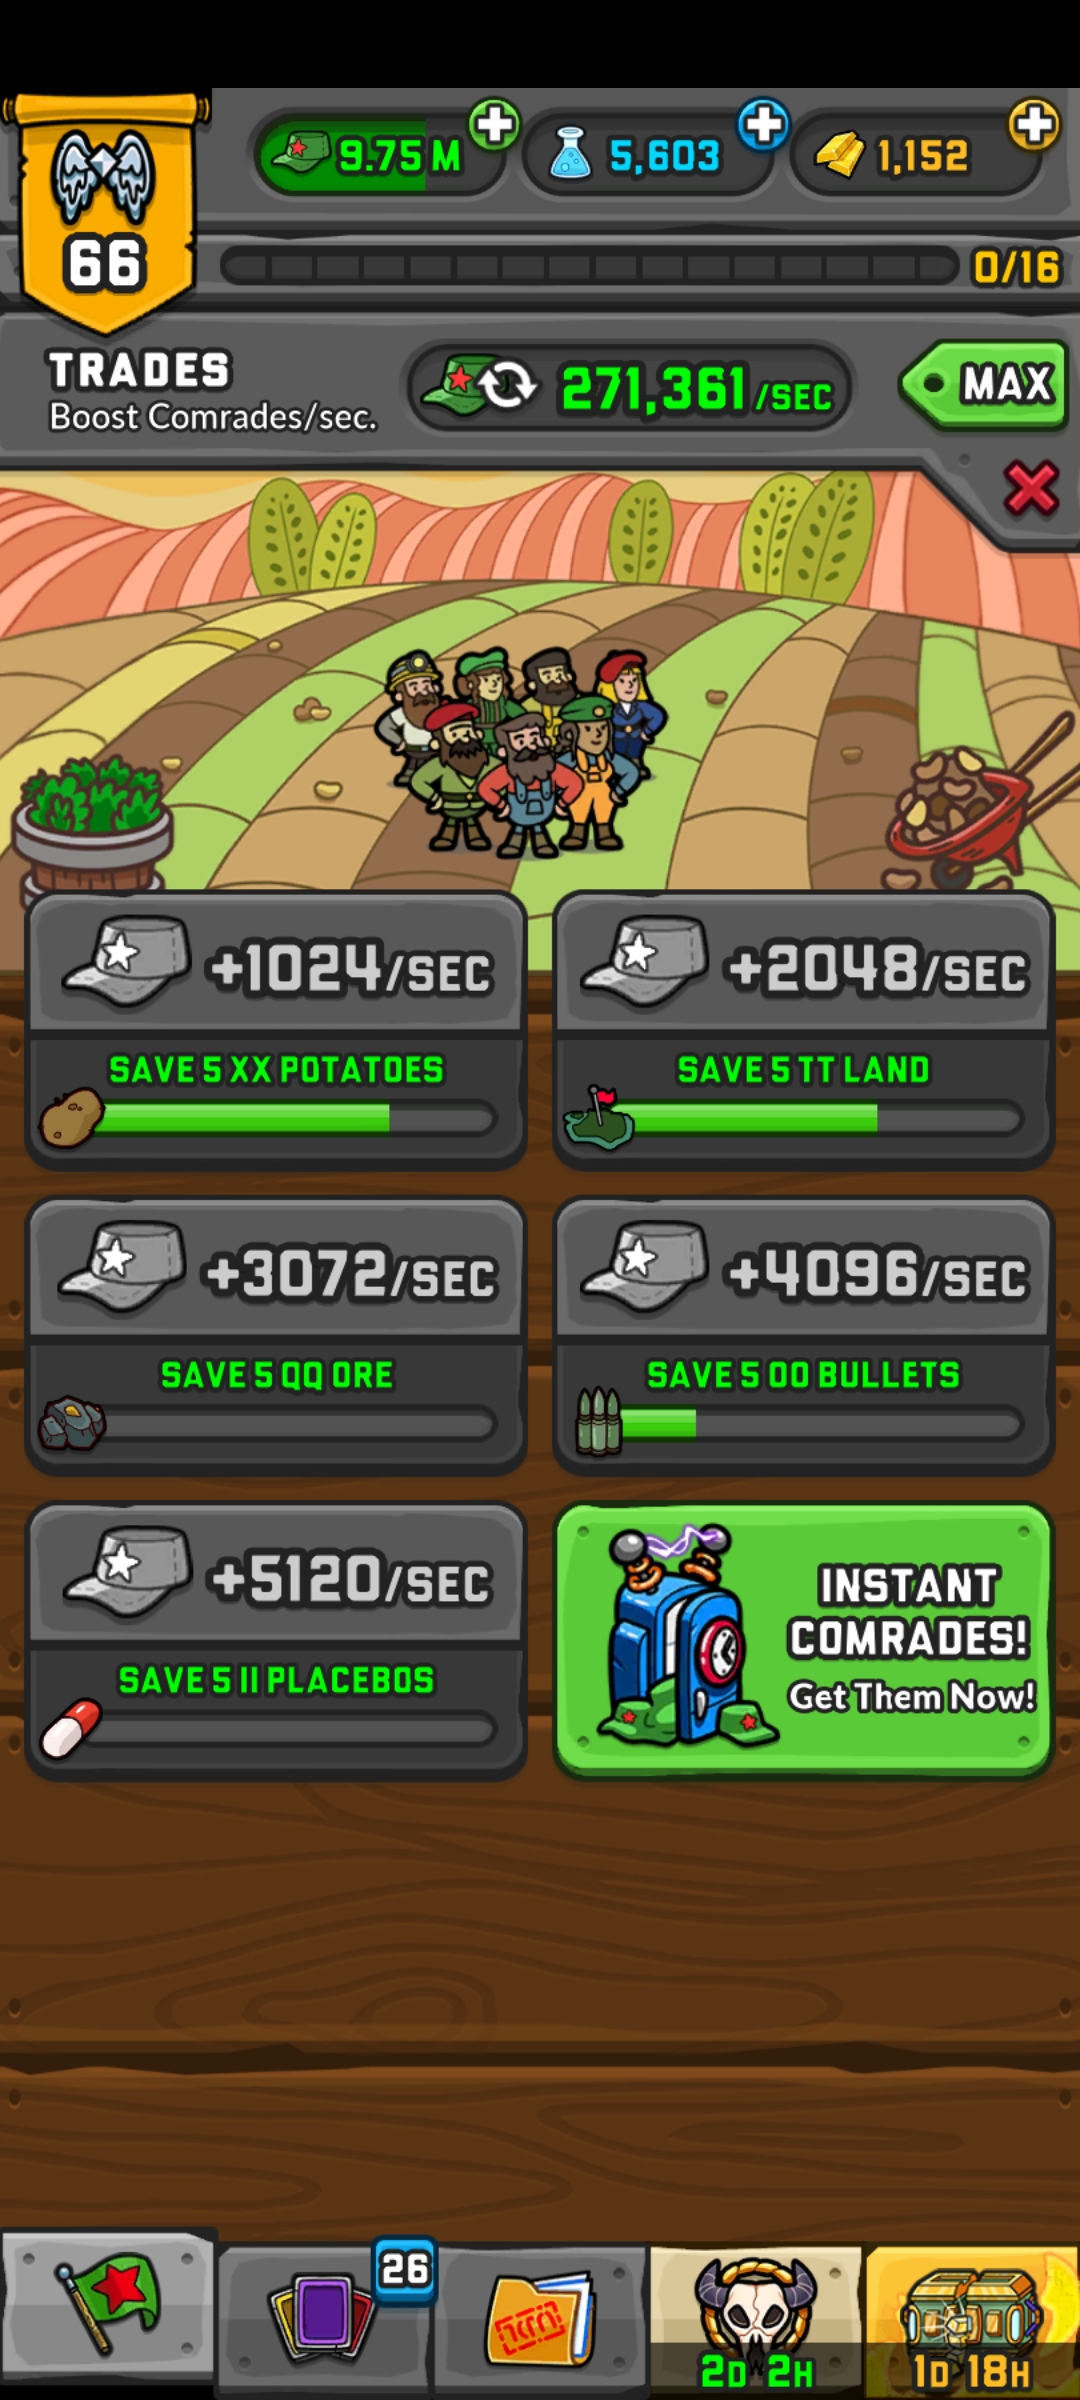 9.75 M
5,603
1,152
66
0/16
TRADES
Boost Comrades/sec.
271,361/SEC
MAX
+1024/SEC
+2048/SEC
SAVE 5 XX POTATOES
SAVE 5 TT LAND
+3072/SEC
+4096/SEC
SAVE 5 QQ ORE
SAVE 5 OO BULLETS
+5120/SEC
SAVE 5 II PLACEBOS
INSTANT
COMRADES!
Get Them Now!
26
2D 2H
1D 18H